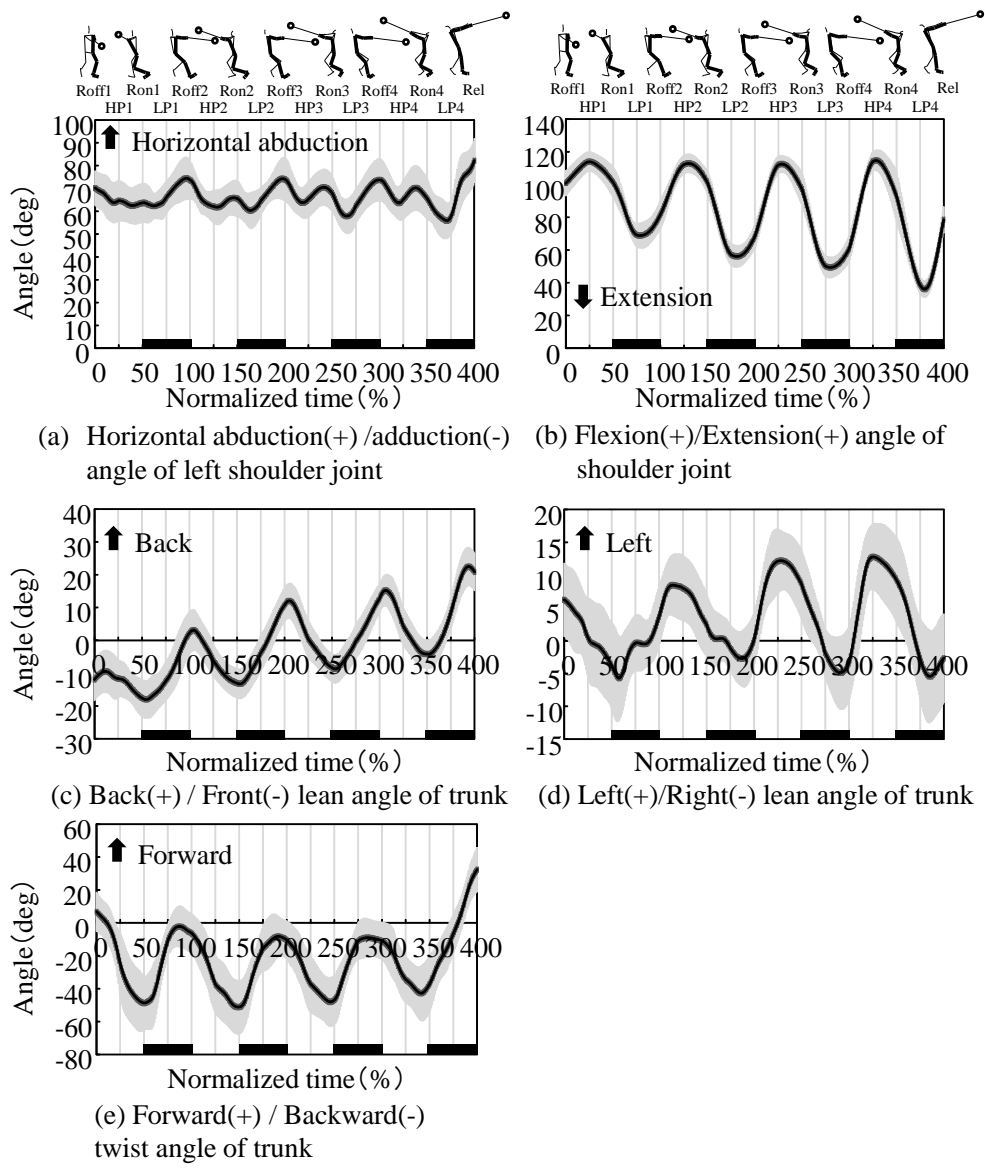 Roff1 Ron1 Roff2 Ron2 Roff3 Ron3 Roff4 Ron4 Rel
HP1 LP1 HP2 LP2 HP3 LP3 HP4 LP4
100
90
80
70
60
50
40
30
20
10
0
Angle(deg)
Horizontal abduction
0 50 100 150 200 250 300 350 400
Normalized time(%)
(a) Horizontal abduction(+) /adduction(-)
angle of left shoulder joint
Roff1 Ron1 Roff2 Ron2 Roff3 Ron3 Roff4 Ron4 Rel
HP1 LP1 HP2 LP2 HP3 LP3 HP4 LP4
140
120
100
80
60
40
20
0
Extension
0 50 100 150 200 250 300 350 400
Normalized time(%)
(b) Flexion(+)/Extension(+) angle of
shoulder joint
40
30
20
10
0
-10
-20
-30
Angle(deg)
Back
0 50 100 150 200 250 300 350 400
Normalized time(%)
(c) Back(+) / Front(-) lean angle of trunk
20
15
10
5
0
-5
-10
-15
Left
0 50 100 150 200 250 300 350 400
Normalized time(%)
(d) Left(+)/Right(-) lean angle of trunk
60
40
20
0
-20
-40
-60
-80
Angle(deg)
Forward
0 50 100 150 200 250 300 350 400
Normalized time(%)
(e) Forward(+) / Backward(-)
twist angle of trunk